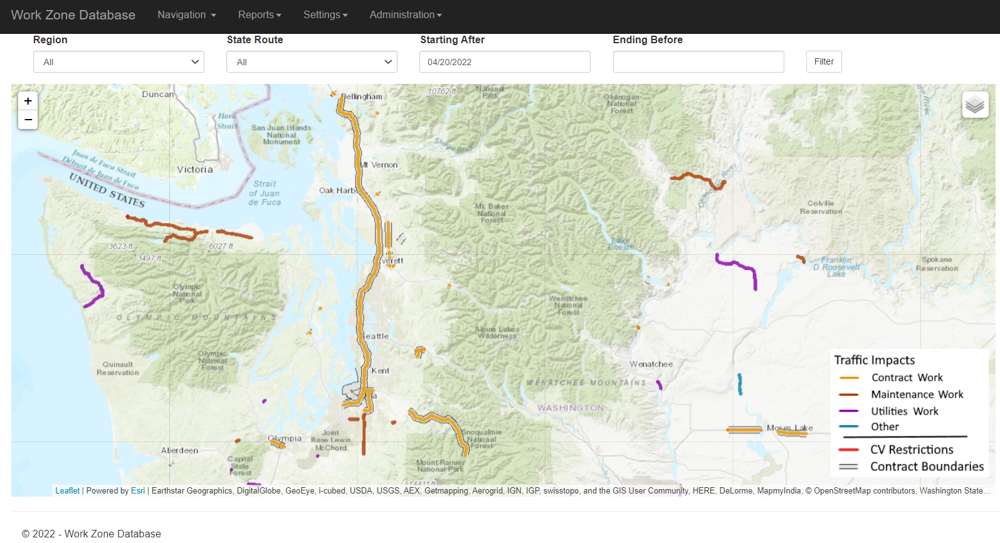 Work Zone Database Navigation Reports Settings Administration
Region State Route Starting After Ending Before
All All 04/20/2022 Filter
+
−
Duncan
Bellingham
10762 ft
National
Park
Okanogan
National
Forest
Haro
Strait
San Juan Islands
National
Monument
Skagit River
Juan de Fuca Strait
Détroit de Juan de Fuca
Victoria
Mt Vernon
UNITED STATES
Strait
of Juan
de Fuca
Oak Harb
Okanogan River
Mt. Baker
National
Forest
Colville
Reservation
3623 ft
6027 ft
3497 ft
Lake
Chelan
verett
Franklin
D Roosevelt
Lake
Spokane
Reservation
Olympic
National
Park
Wenatchee
National
Forest
OLYMPIC MOUNTAINS
Alpine Lakes
Wilderness
Seattle
Quinault
Reservation
Olympic
National
Forest
Kent
Wenatchee
WENATCHEE MOUNTAINS
WASHINGTON
Moses Lake
Olympia
Joint
Base Lewis
McChord
Snoqualmie
National
Forest
Aberdeen
Capital
State
Forest
Mount Rainier
National Park
14411 ft
Traffic Impacts
Contract Work
Maintenance Work
Utilities Work
Other
CV Restrictions
Contract Boundaries
Leaflet | Powered by Esri | Earthstar Geographics, DigitalGlobe, GeoEye, i-cubed, USDA, USGS, AEX, Getmapping, Aerogrid, IGN, IGP, swisstopo, and the GIS User Community, HERE, DeLorme, MapmyIndia, © OpenStreetMap contributors, Washington State…
© 2022 - Work Zone Database